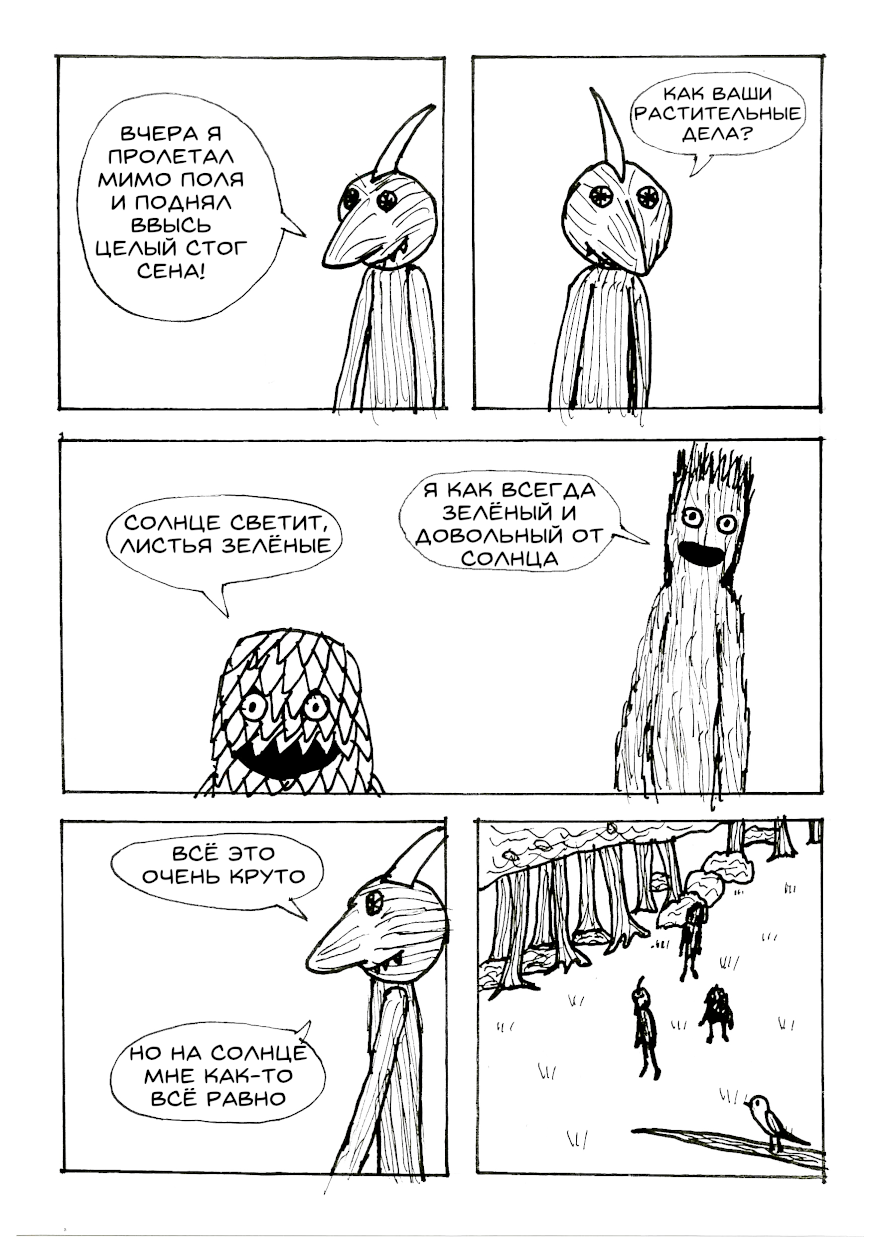 ВЧЕРА Я
ПРОЛЕТАЛ
МИМО ПОЛЯ
И ПОДНЯЛ
ВВЫСЬ
ЦЕЛЫЙ СТОГ
СЕНА!
КАК ВАШИ
РАСТИТЕЛЬНЫЕ
ДЕЛА?
СОЛНЦЕ СВЕТИТ,
ЛИСТЬЯ ЗЕЛЁНЫЕ
Я КАК ВСЕГДА
ЗЕЛЁНЫЙ И
ДОВОЛЬНЫЙ ОТ
СОЛНЦА
ВСЁ ЭТО
ОЧЕНЬ КРУТО
НО НА СОЛНЦЕ
МНЕ КАК-ТО
ВСЁ РАВНО